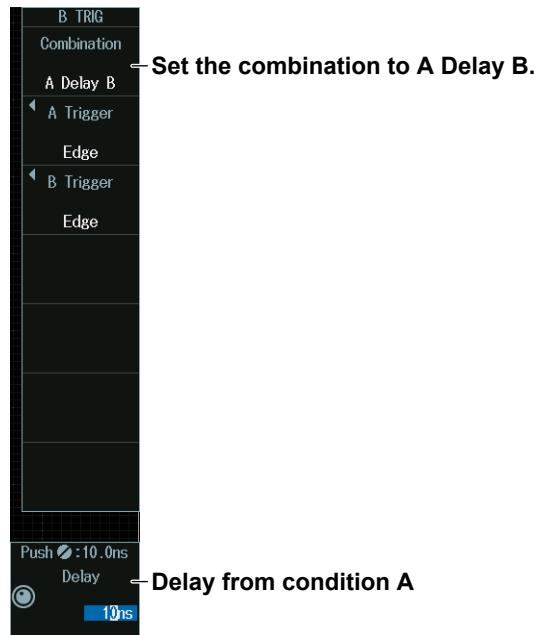 B TRIG
Combination
A Delay B
Set the combination to A Delay B.
A Trigger
Edge
B Trigger
Edge
Push :10.0ns
Delay
Delay from condition A
10ns